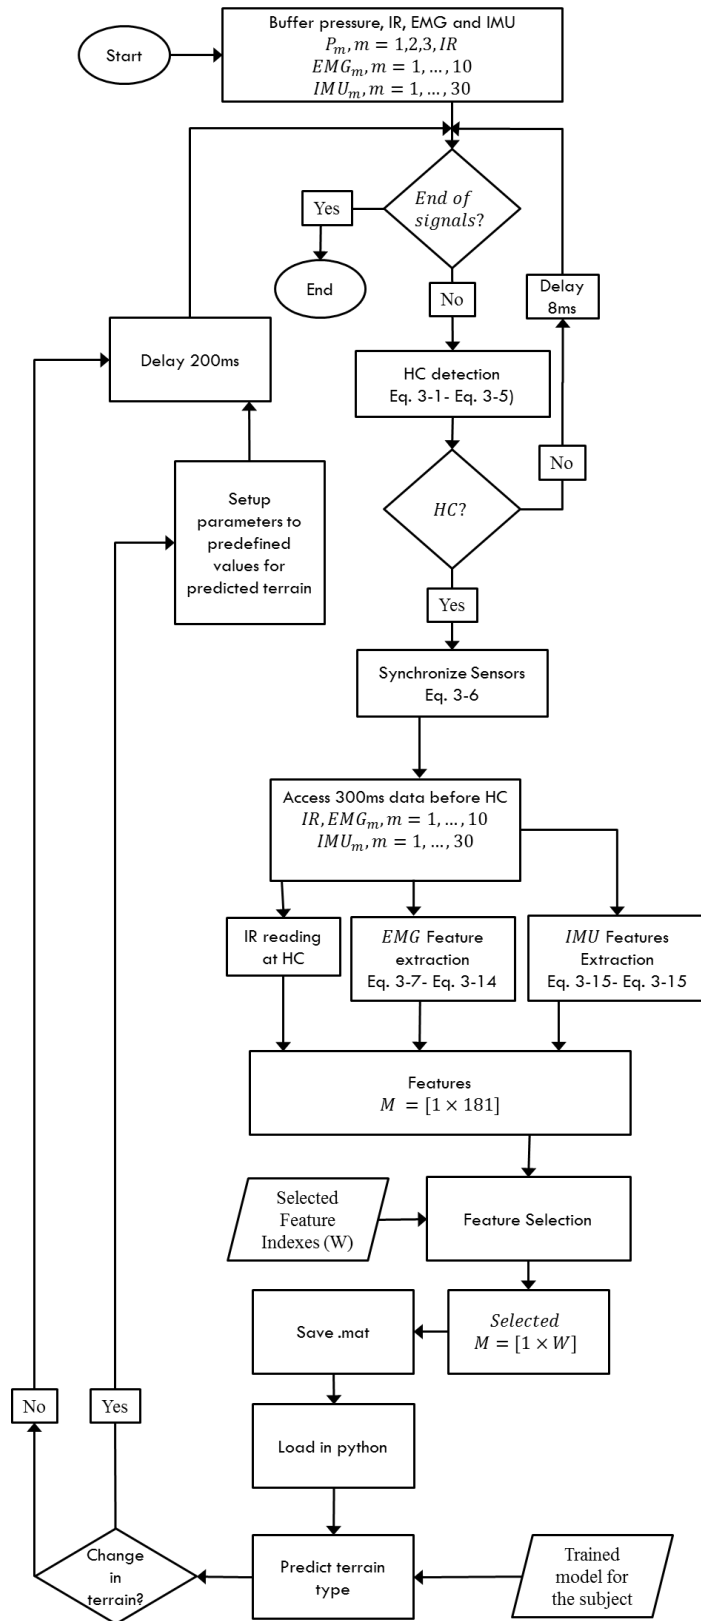 Start
Buffer pressure, IR, EMG and IMU
P_m, m = 1,2,3, IR
EMG_m, m = 1, … , 10
IMU_m, m = 1, … , 30
End of
signals?
Yes
End
No
Delay
8ms
Delay 200ms
HC detection
Eq. 3-1- Eq. 3-5)
No
HC?
Setup
parameters to
predefined
values for
predicted terrain
Yes
Synchronize Sensors
Eq. 3-6
Access 300ms data before HC
IR, EMG_m, m = 1, … , 10
IMU_m, m = 1, … , 30
IR reading
at HC
EMG Feature
extraction
Eq. 3-7- Eq. 3-14
IMU Features
Extraction
Eq. 3-15- Eq. 3-15
Features
M = [1 × 181]
Selected
Feature
Indexes (W)
Feature Selection
Selected
M = [1 × W]
Save .mat
No
Yes
Load in python
Change
in
terrain?
Predict terrain
type
Trained
model for
the subject